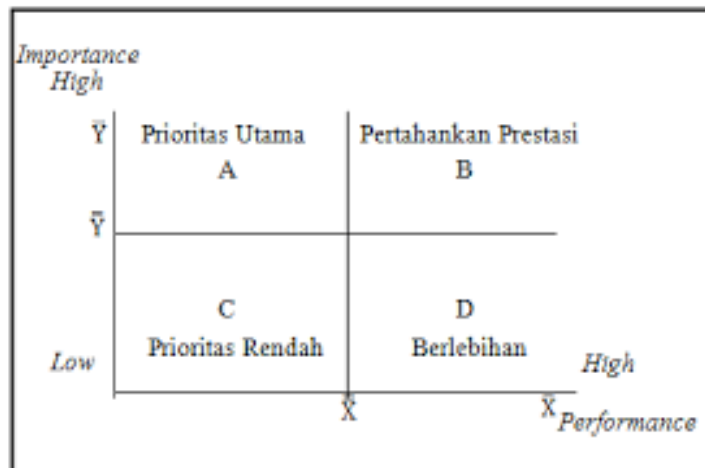 Importance
High
Y̅ Prioritas Utama Pertahankan Prestasi
A B
Y̿
C D
Prioritas Rendah Berlebihan
Low High
X̿ X̅ Performance